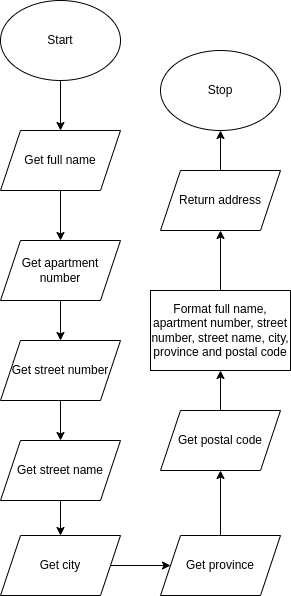 Start
Get full name
Get apartment
number
Get street number
Get street name
Get city
Get province
Get postal code
Format full name,
apartment number, street
number, street name, city,
province and postal code
Return address
Stop